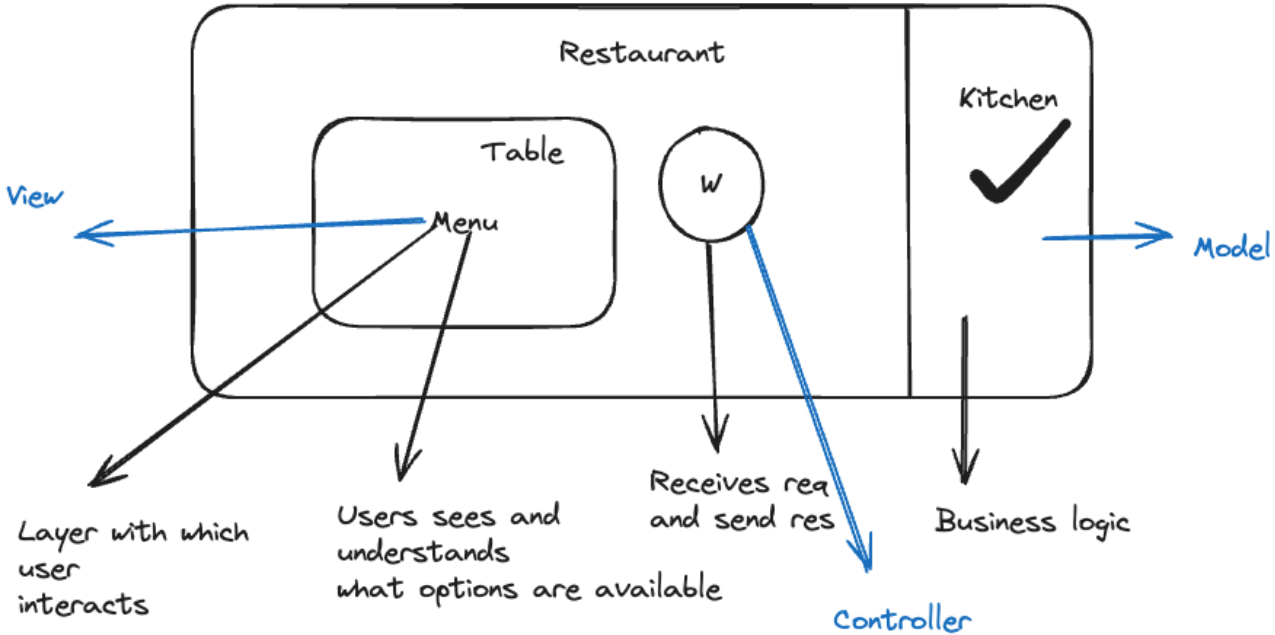 Restaurant
Kitchen
Table
W
View
Menu
Model
Receives req
and send res
Users sees and
understands
what options are available
Layer with which
user
interacts
Business logic
Controller